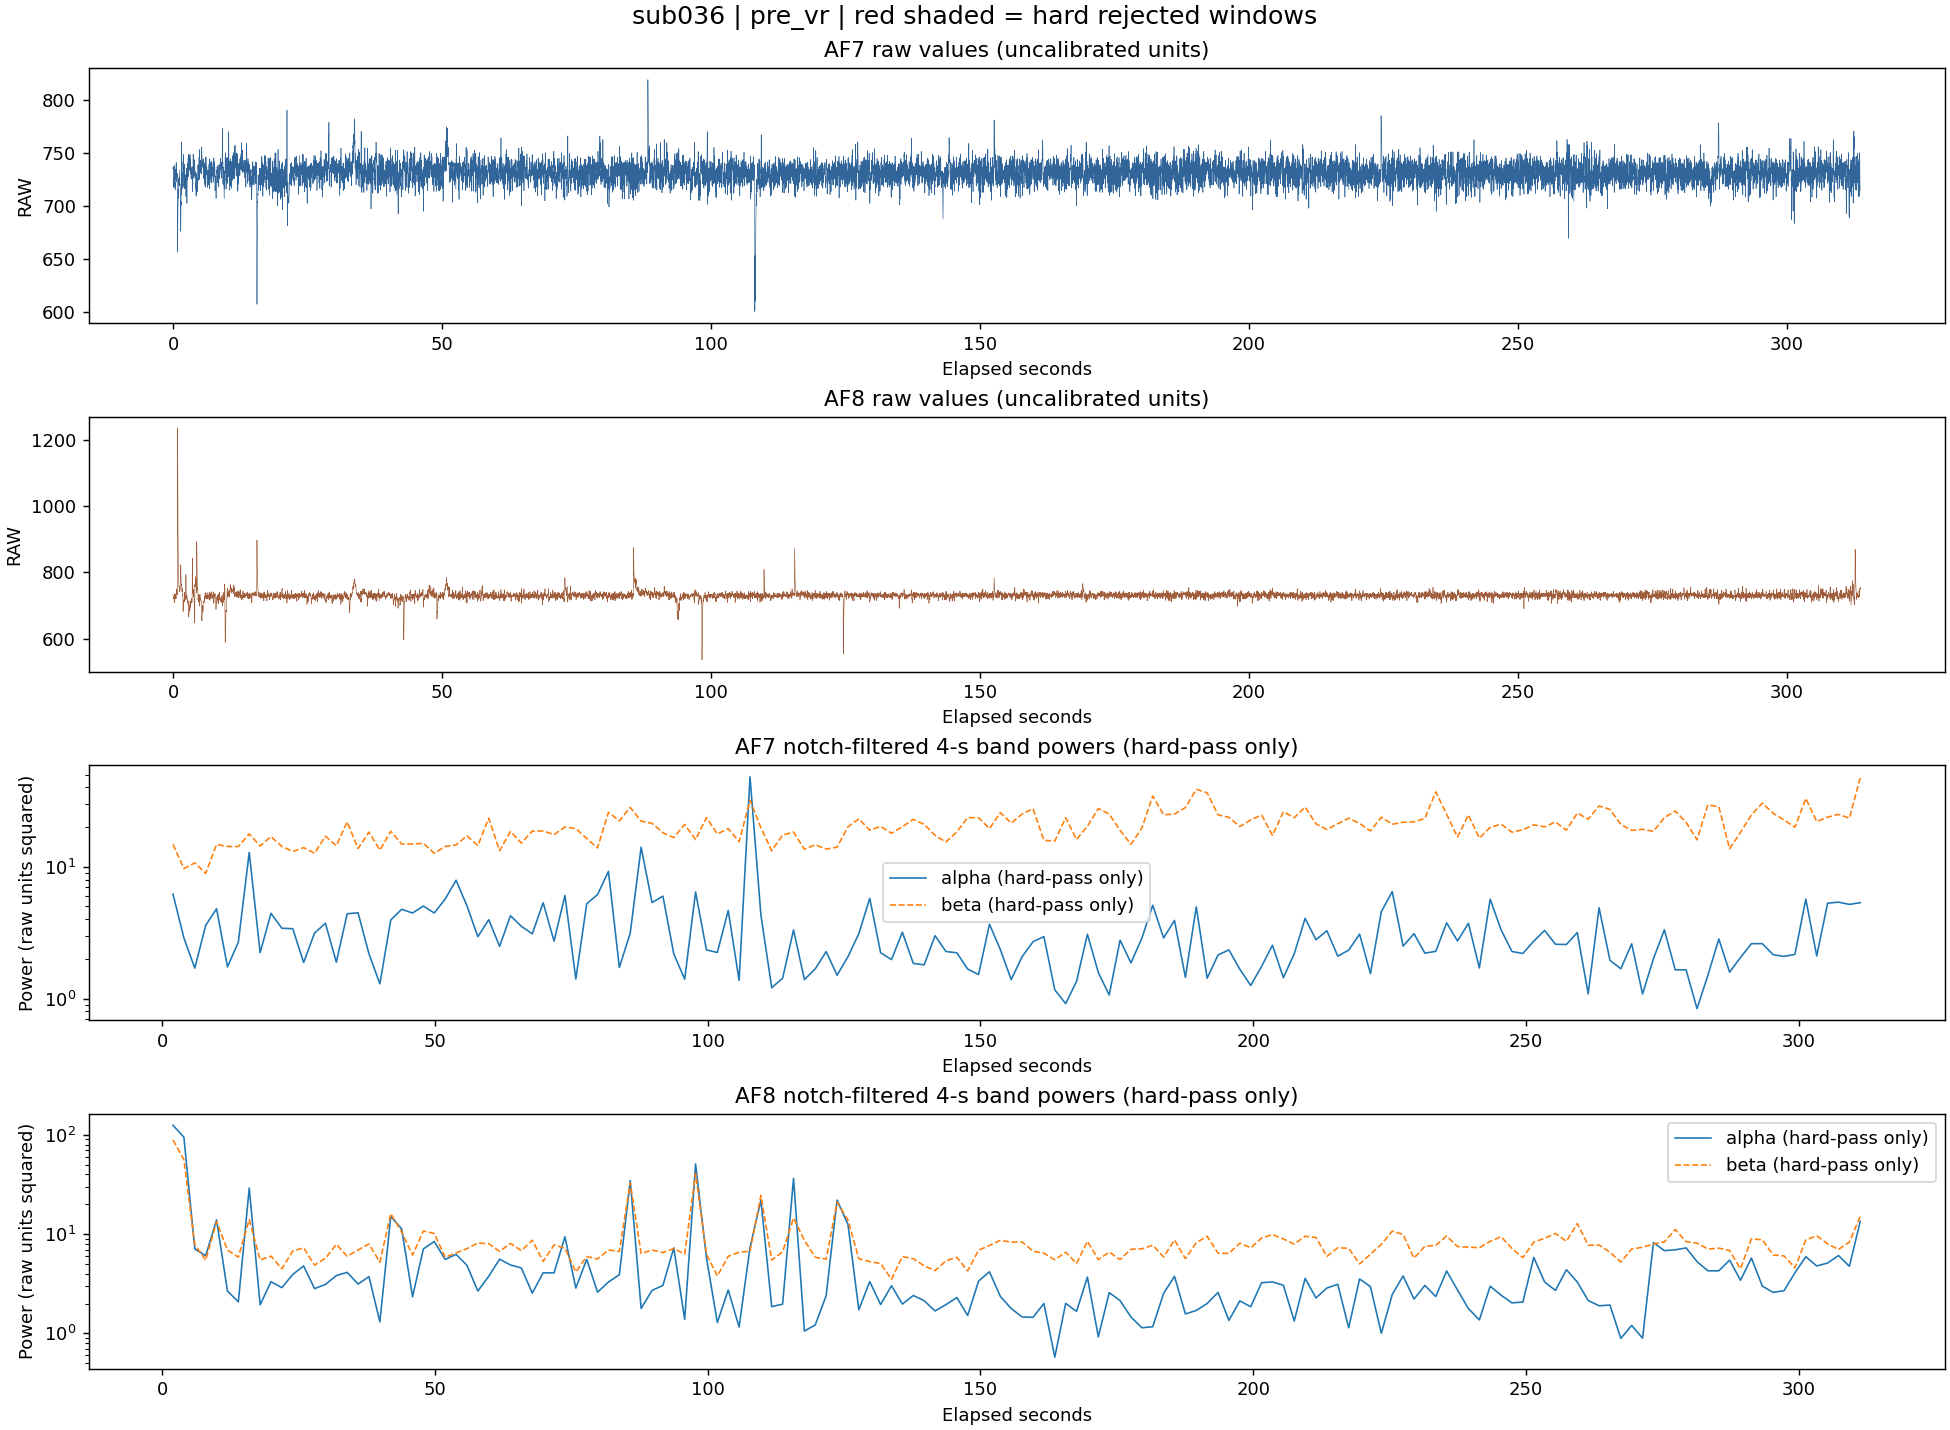 sub036 | pre_vr | red shaded = hard rejected windows
AF7 raw values (uncalibrated units)
RAW
800
750
700
650
600
0 50 100 150 200 250 300
Elapsed seconds
AF8 raw values (uncalibrated units)
RAW
1200
1000
800
600
0 50 100 150 200 250 300
Elapsed seconds
AF7 notch-filtered 4-s band powers (hard-pass only)
Power (raw units squared)
10¹
10⁰
alpha (hard-pass only)
beta (hard-pass only)
0 50 100 150 200 250 300
Elapsed seconds
AF8 notch-filtered 4-s band powers (hard-pass only)
Power (raw units squared)
10²
10¹
10⁰
alpha (hard-pass only)
beta (hard-pass only)
0 50 100 150 200 250 300
Elapsed seconds